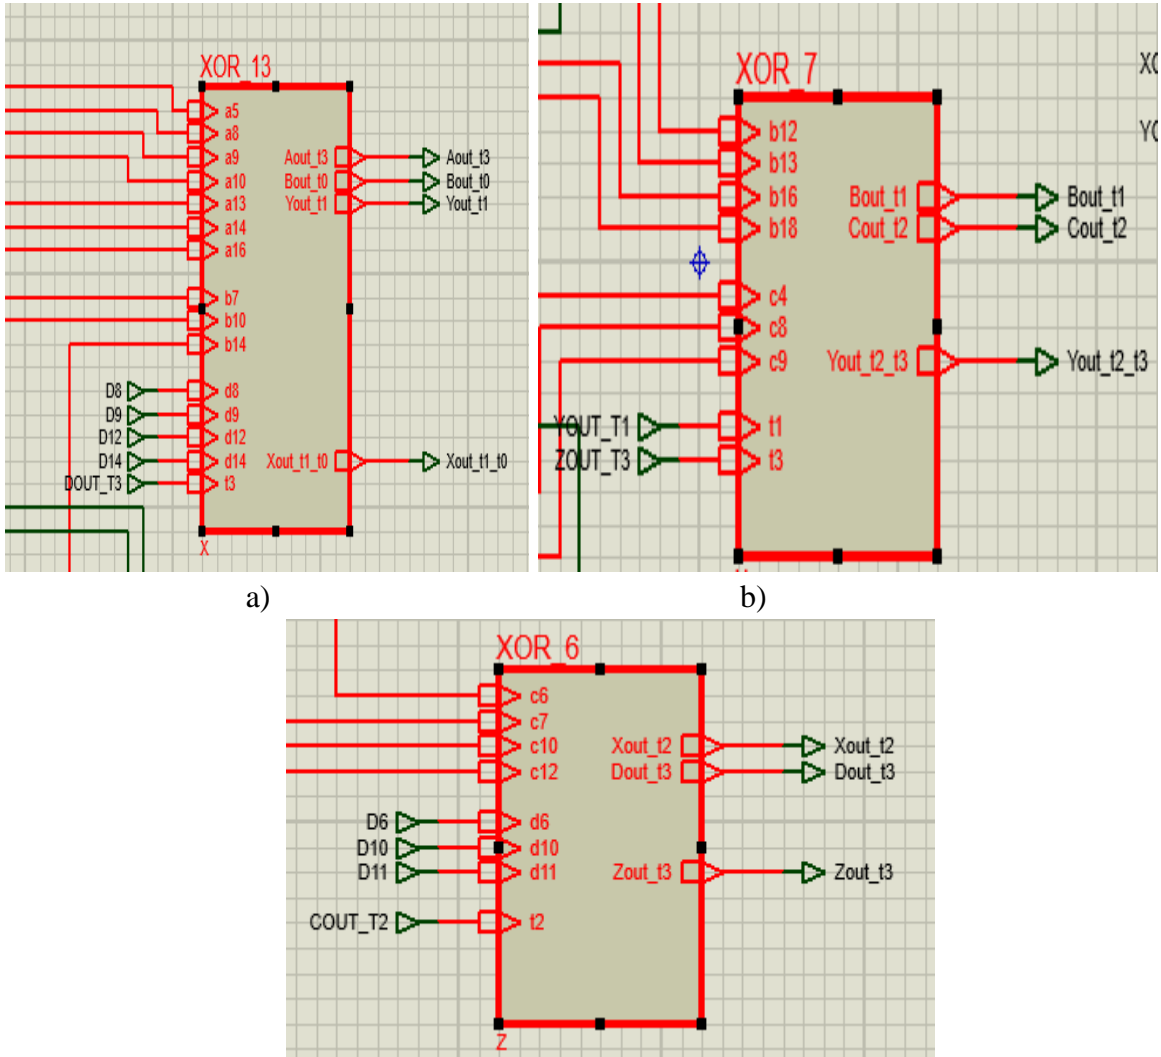 XOR_13
a5
a8
a9
a10
a13
a14
a16
b7
b10
b14
D8 d8
D9 d9
D12 d12
D14 d14
DOUT_T3 t3
Aout_t3 Aout_t3
Bout_t0 Bout_t0
Yout_t1 Yout_t1
Xout_t1_t0 Xout_t1_t0
X
a)
XOR_7
b12
b13
b16
b18
c4
c8
c9
YOUT_T1 t1
ZOUT_T3 t3
Bout_t1 Bout_t1
Cout_t2 Cout_t2
Yout_t2_t3 Yout_t2_t3
b)
XOR_6
c6
c7
c10
c12
D6 d6
D10 d10
D11 d11
COUT_T2 t2
Xout_t2 Xout_t2
Dout_t3 Dout_t3
Zout_t3 Zout_t3
Z